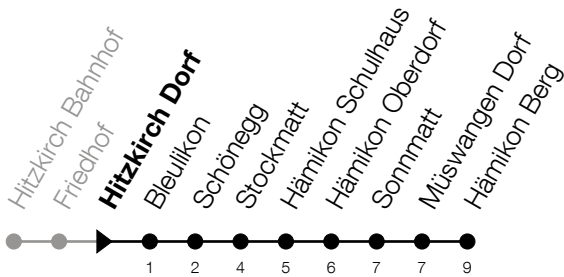 Hitzkirch Bahnhof
Friedhof
Hitzkirch Dorf
Bleulikon
Schönegg
Stockmatt
Hämikon Schulhaus
Hämikon Oberdorf
Sonnmatt
Müswangen Dorf
Hämikon Berg
1 2 4 5 6 7 7 9